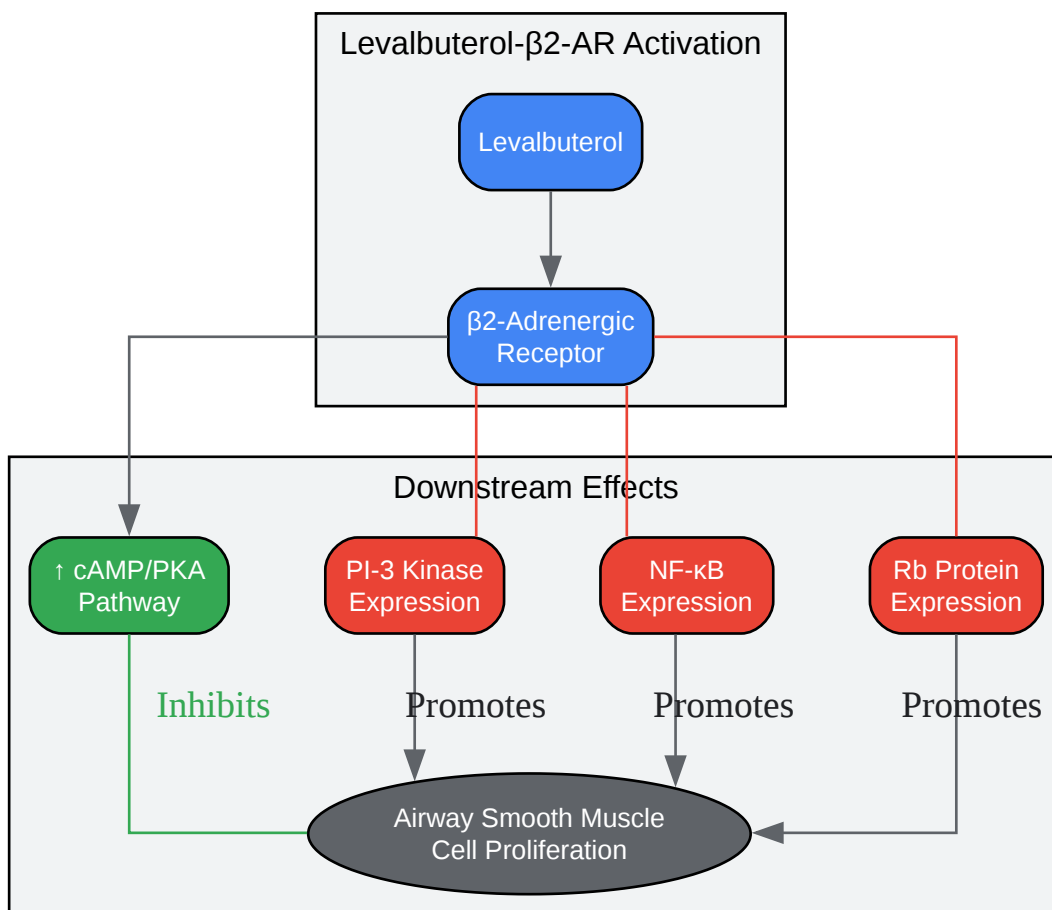 Levalbuterol-β2-AR Activation
Levalbuterol
β2-Adrenergic
Receptor
Downstream Effects
↑ cAMP/PKA
Pathway
PI-3 Kinase
Expression
NF-κB
Expression
Rb Protein
Expression
Inhibits
Promotes
Promotes
Promotes
Airway Smooth Muscle
Cell Proliferation